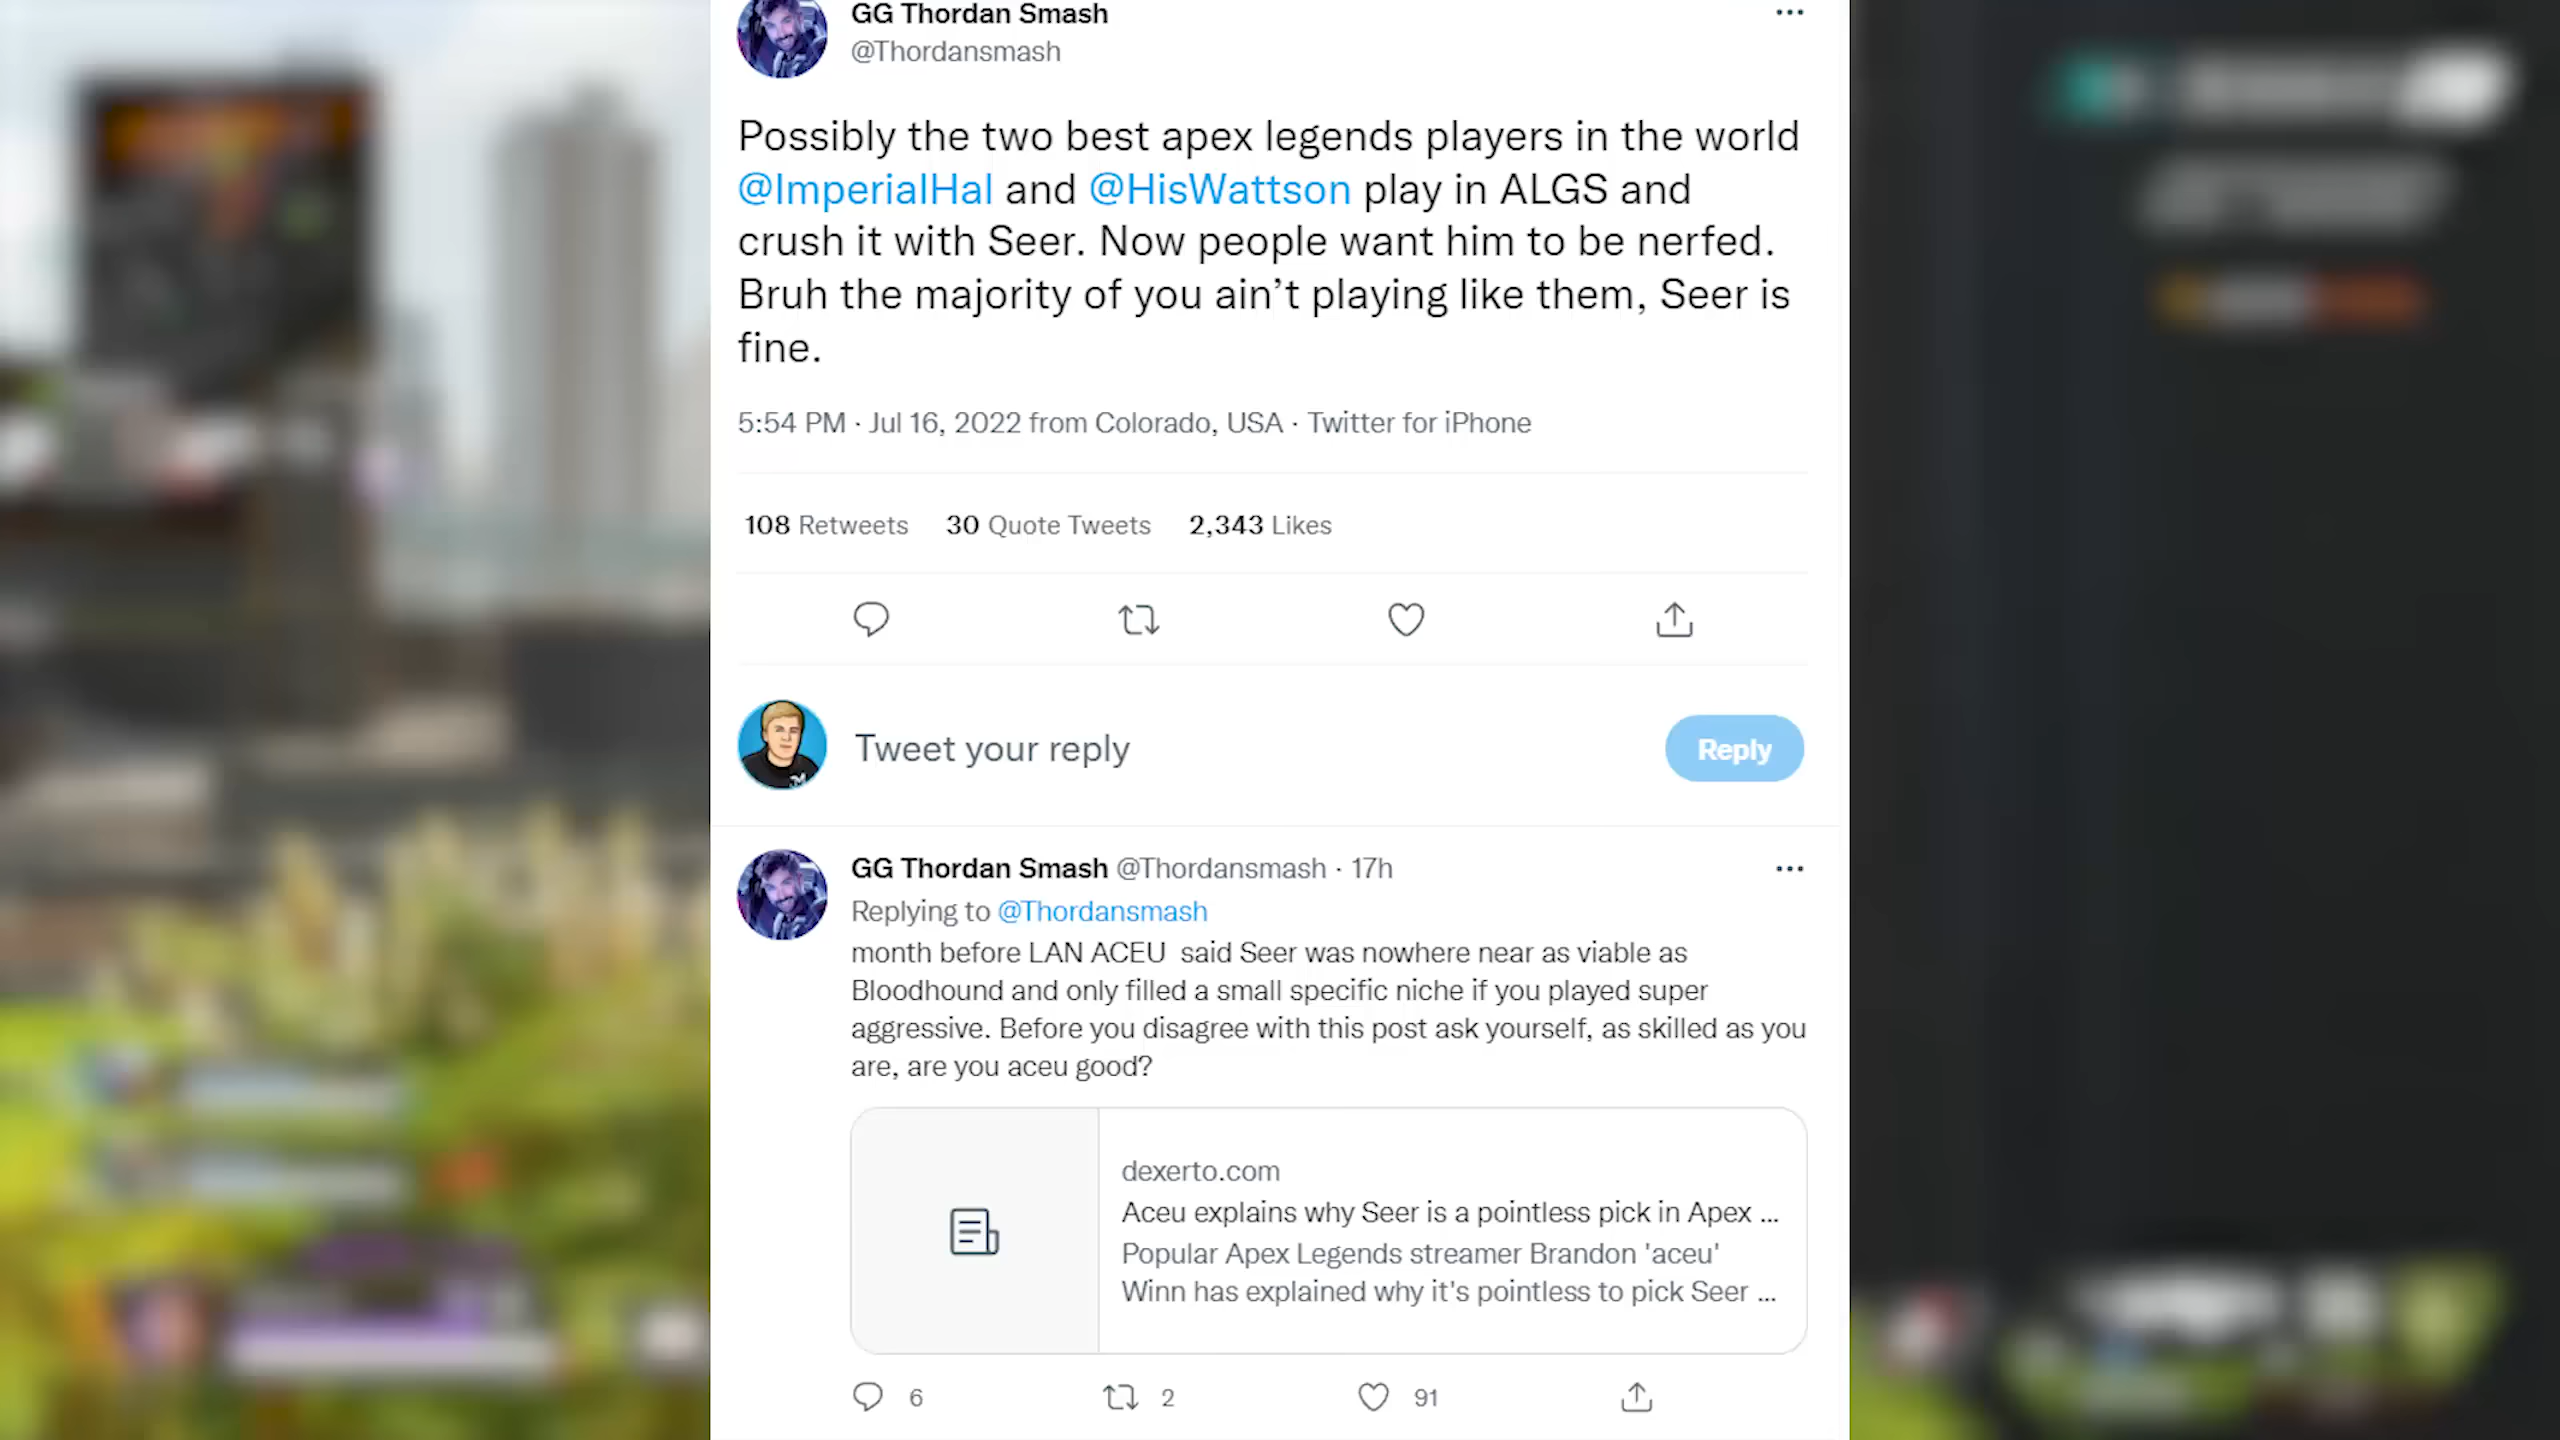 GG Thordan Smash
@Thordansmash
Possibly the two best apex legends players in the world
@ImperialHal and @HisWattson play in ALGS and
crush it with Seer. Now people want him to be nerfed.
Bruh the majority of you ain't playing like them, Seer is
fine.
5:54 PM · Jul 16, 2022 from Colorado, USA · Twitter for iPhone
108 Retweets 30 Quote Tweets 2,343 Likes
Tweet your reply
Reply
GG Thordan Smash @Thordansmash · 17h
Replying to @Thordansmash
month before LAN ACEU said Seer was nowhere near as viable as
Bloodhound and only filled a small specific niche if you played super
aggressive. Before you disagree with this post ask yourself, as skilled as you
are, are you aceu good?
dexerto.com
Aceu explains why Seer is a pointless pick in Apex ...
Popular Apex Legends streamer Brandon 'aceu'
Winn has explained why it's pointless to pick Seer ...
6 2 91